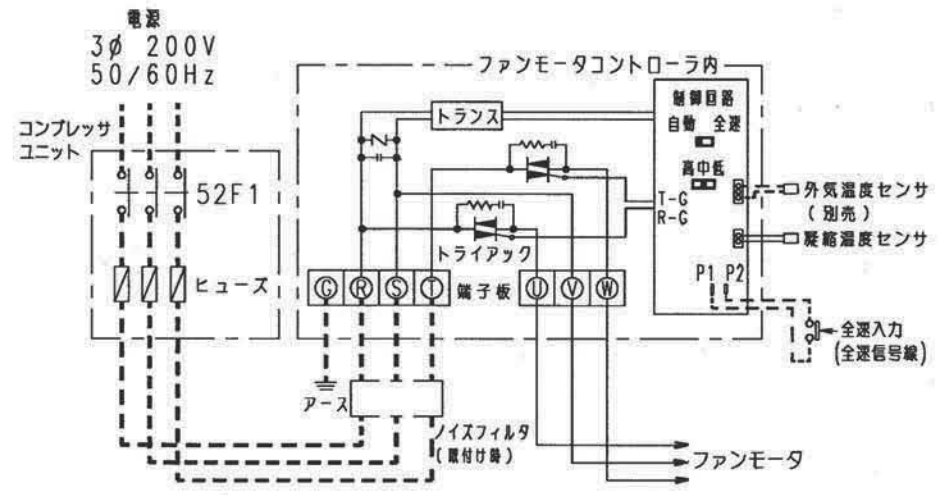 電源
3φ 200V
50/60Hz
コンプレッサ
ユニット
52F1
ヒューズ
ファンモータコントローラ内
トランス
制御回路
自動 全速
高中低
T-G
R-G
外気温度センサ
(別売)
凝縮温度センサ
トライアック
P1 P2
G R S T 端子板 U V W
全速入力
(全速信号線)
アース
ノイズフィルタ
(取付け時)
ファンモータ